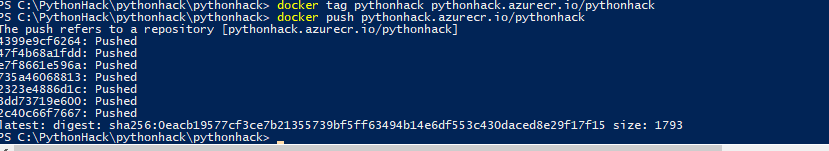 PS C:\PythonHack\pythonhack\pythonhack> docker tag pythonhack pythonhack.azurecr.io/pythonhack
PS C:\PythonHack\pythonhack\pythonhack> docker push pythonhack.azurecr.io/pythonhack
The push refers to a repository [pythonhack.azurecr.io/pythonhack]
4399e9cf6264: Pushed
47f4b68a1fdd: Pushed
e7f8661e596a: Pushed
735a46068813: Pushed
2323e4886d1c: Pushed
3dd73719e600: Pushed
2c40c66f7667: Pushed
latest: digest: sha256:0eacb19577cf3ce7b21355739bf5ff63494b14e6df553c430daced8e29f17f15 size: 1793
PS C:\PythonHack\pythonhack\pythonhack>